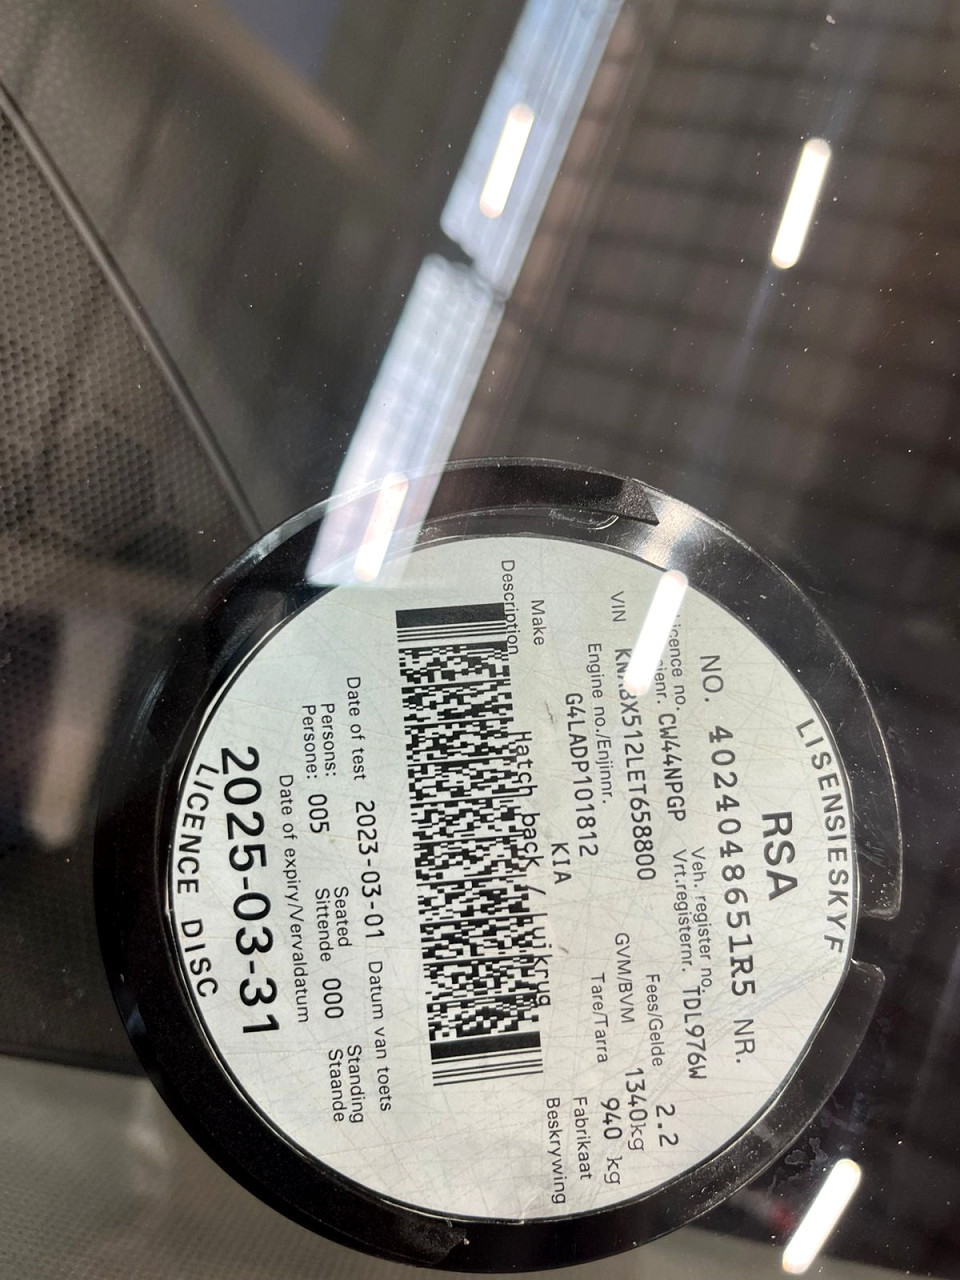 LISENSIESKYF
RSA
NO. 4024048651R5 NR.
Licence no. Veh. register no.
CW44NPGP Vrt.registernr. TDL976W
VIN X512LET658800 Fees/Gelde 2.2
Engine no./Enjinnr. GVM/BVM 1340kg
G4LADP101812 Tare/Tarra 940 kg
Make KIA Fabrikaat
Description Hatch back / Luikrug Beskrywing
Date of test 2023-03-01 Datum van toets
Persons: Seated Standing
Persone: 005 Sittende 000 Staande
Date of expiry/Vervaldatum
2025-03-31
LICENCE DISC